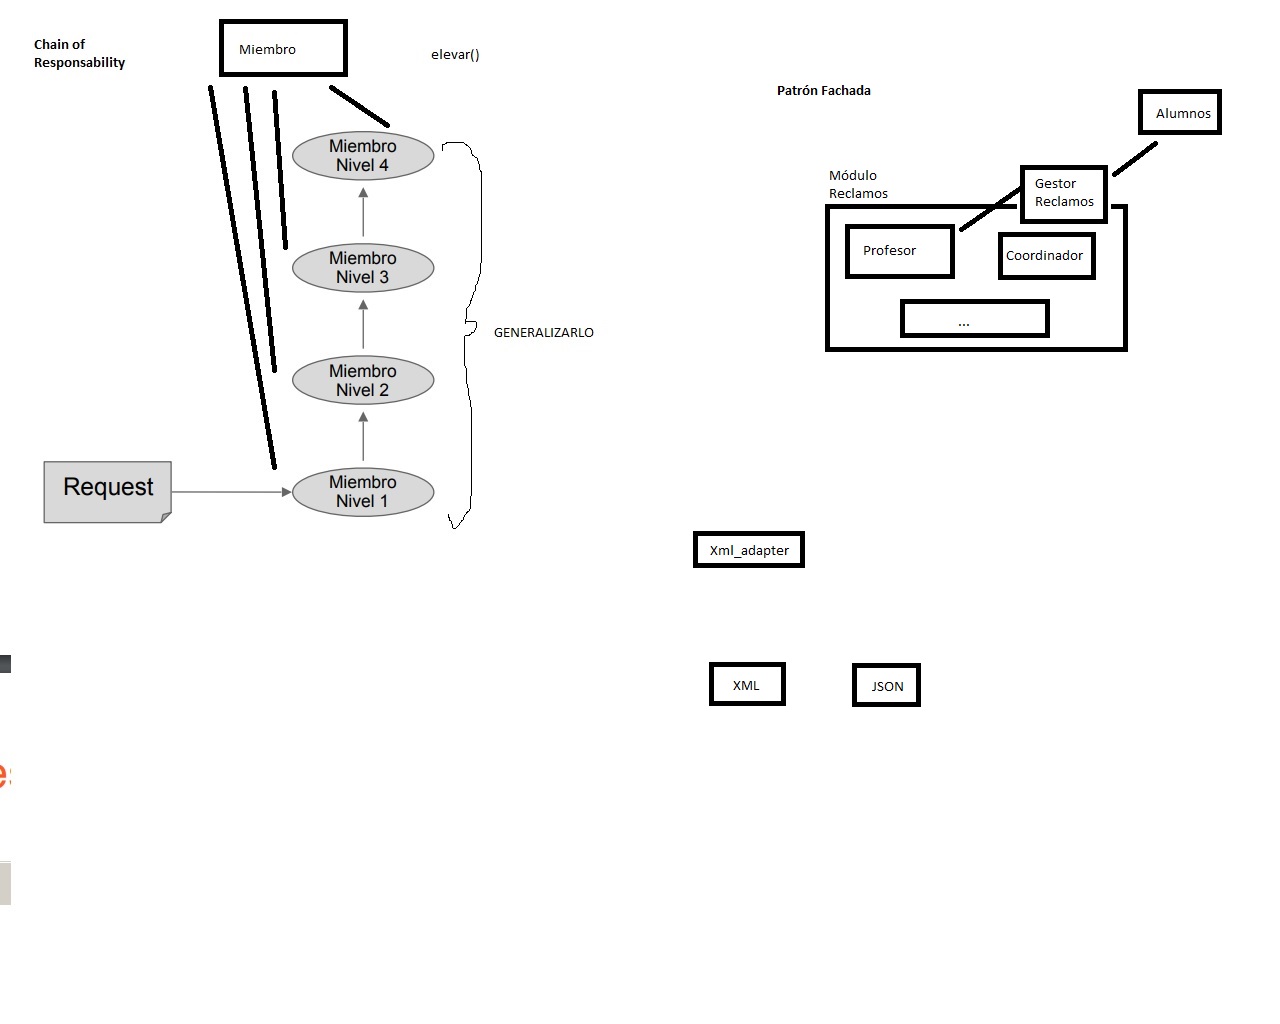 Chain of
Responsability
Miembro
elevar()
Miembro
Nivel 4
Miembro
Nivel 3
GENERALIZARLO
Miembro
Nivel 2
Request
Miembro
Nivel 1
Patrón Fachada
Alumnos
Módulo
Reclamos
Gestor
Reclamos
Profesor
Coordinador
...
Xml_adapter
XML
JSON